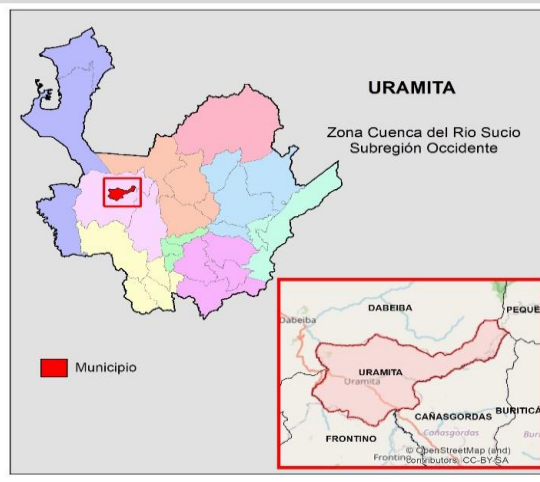 URAMITA
Zona Cuenca del Rio Sucio
Subregión Occidente
Municipio
DABEIBA
Dabeiba
PEQUE
URAMITA
Uramita
BURITICÁ
CAÑASGORDAS
Cañasgordas
Buri
FRONTINO
Frontino
© OpenStreetMap (and)
contributors, CC-BY-SA